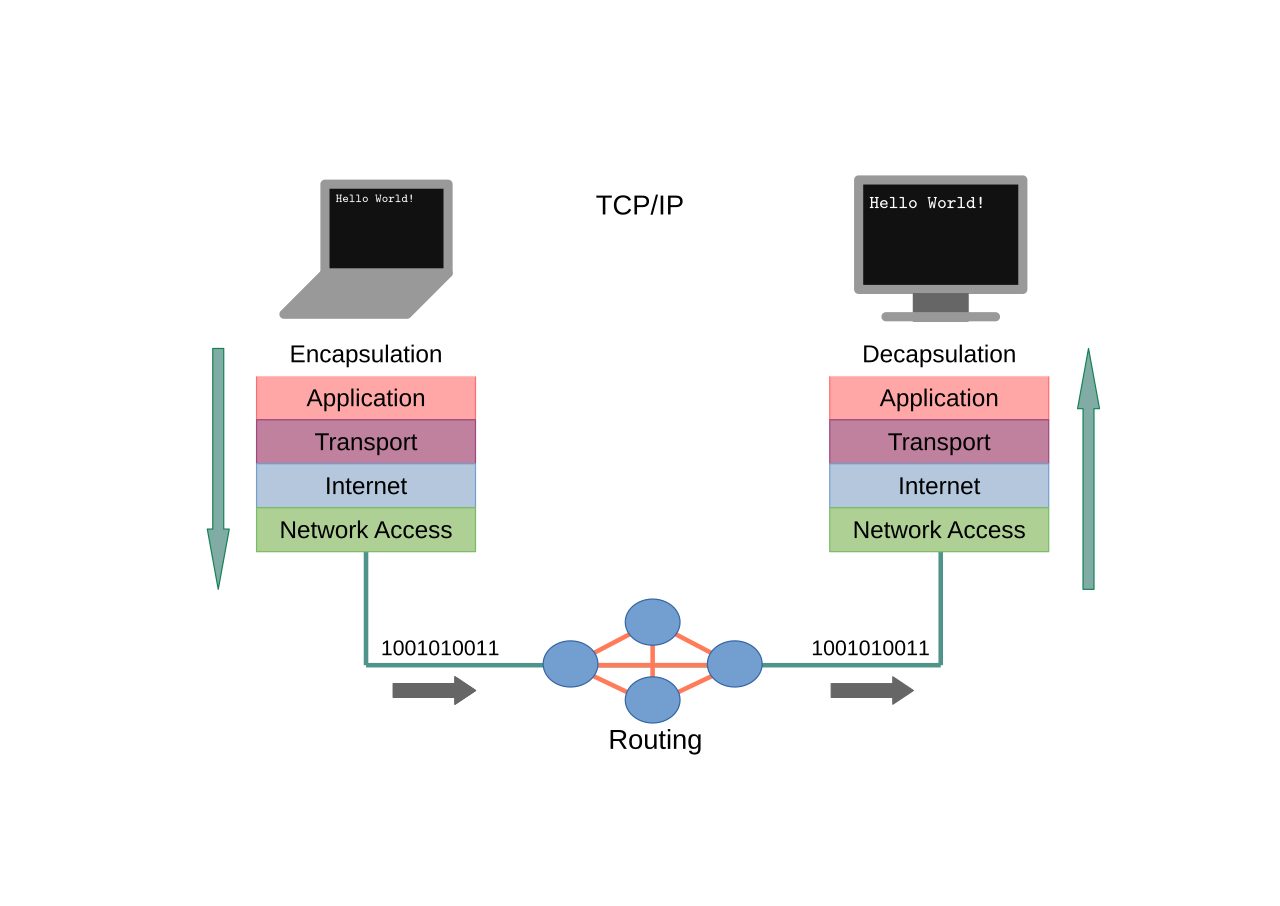 TCP/IP
Hello World!
Hello World!
Encapsulation
Application
Transport
Internet
Network Access
Decapsulation
Application
Transport
Internet
Network Access
1001010011
1001010011
Routing